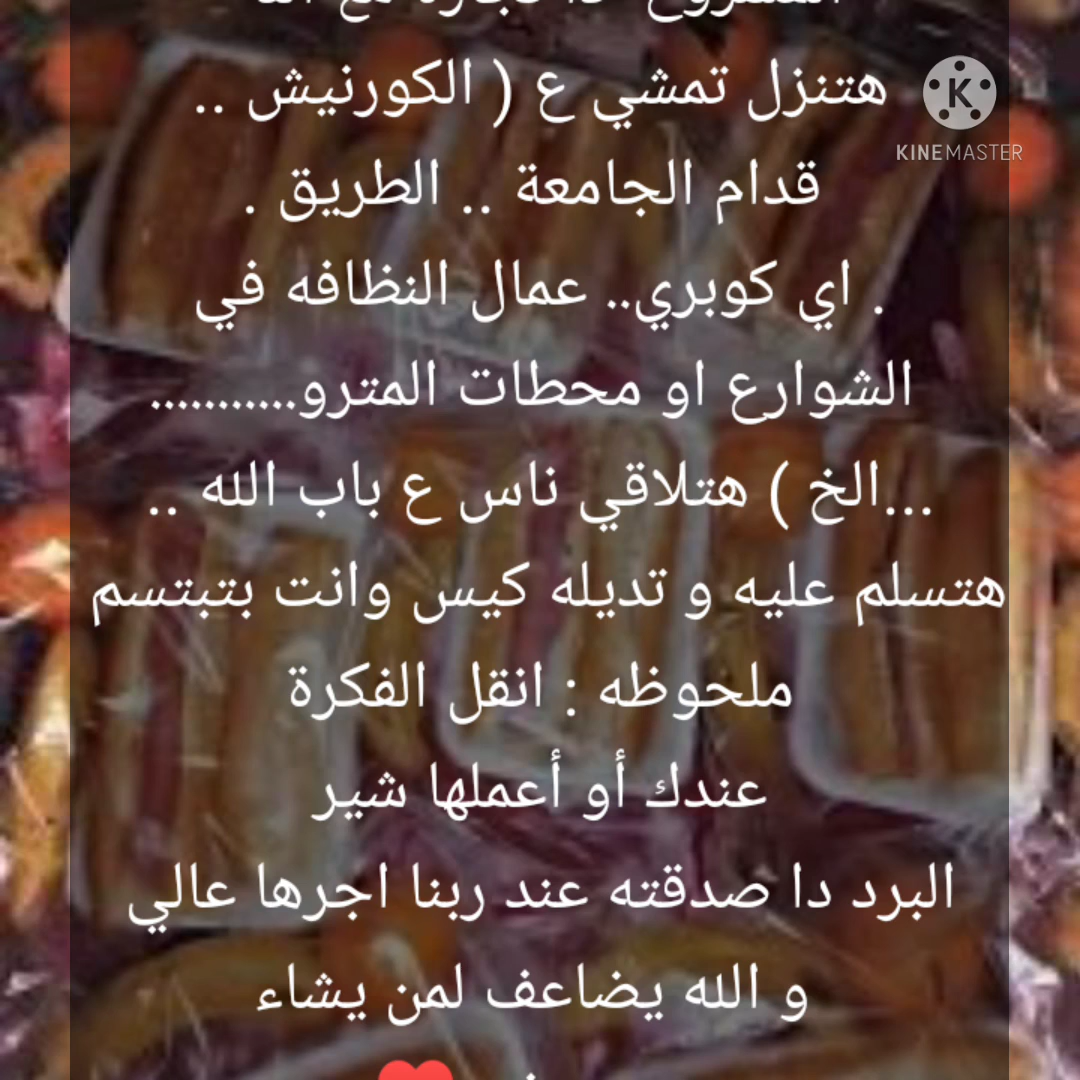 هتنزل تمشي ع ( الكورنيش ..
K
KINEMASTER
قدام الجامعة .. الطريق .
. اي كوبري.. عمال النظافه في
الشوارع او محطات المترو...........
...الخ ) هتلاقي ناس ع باب الله ..
هتسلم عليه و تديله كيس وانت بتبتسم
ملحوظه : انقل الفكرة
عندك أو أعملها شير
البرد دا صدقته عند ربنا اجرها عالي
و الله يضاعف لمن يشاء